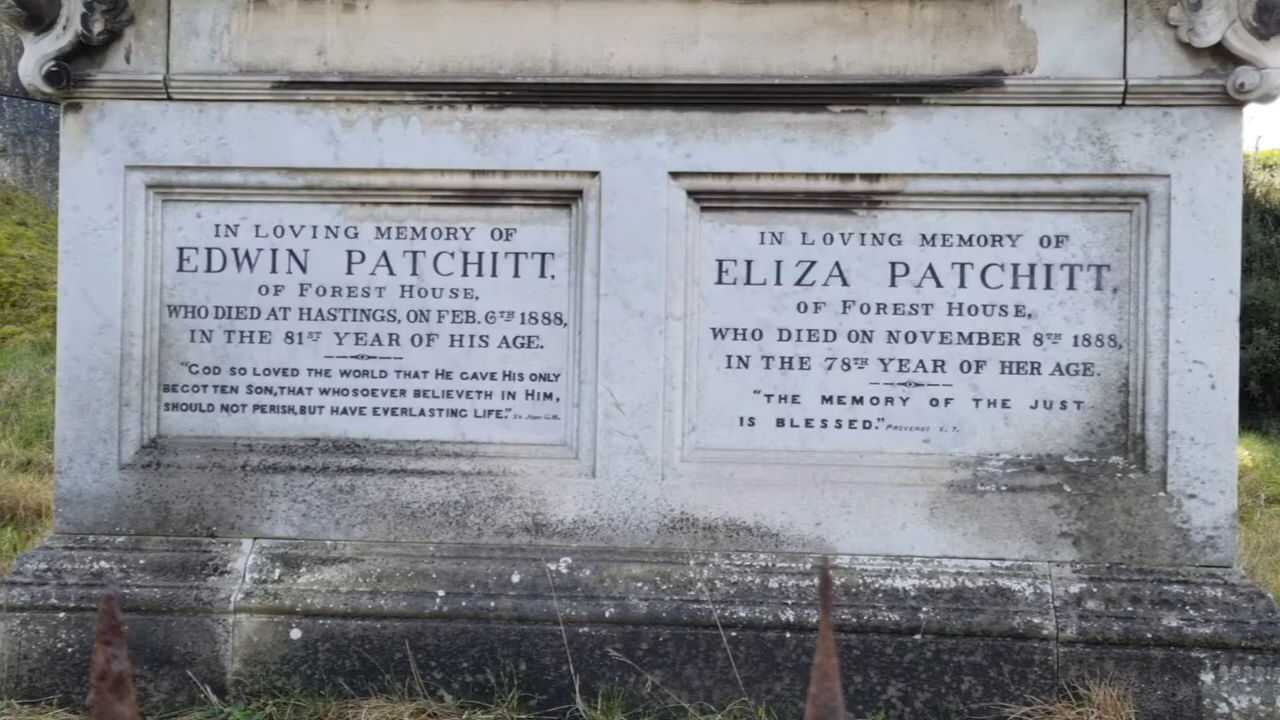 IN LOVING MEMORY OF
EDWIN PATCHITT,
OF FOREST HOUSE,
WHO DIED AT HASTINGS, ON FEB. 6TH 1888,
IN THE 81ST YEAR OF HIS AGE.
"GOD SO LOVED THE WORLD THAT HE GAVE HIS ONLY
BEGOTTEN SON, THAT WHOSOEVER BELIEVETH IN HIM,
SHOULD NOT PERISH, BUT HAVE EVERLASTING LIFE."
IN LOVING MEMORY OF
ELIZA PATCHITT,
OF FOREST HOUSE,
WHO DIED ON NOVEMBER 8TH 1888,
IN THE 78TH YEAR OF HER AGE.
"THE MEMORY OF THE JUST
IS BLESSED." PROVERBS X. 7.